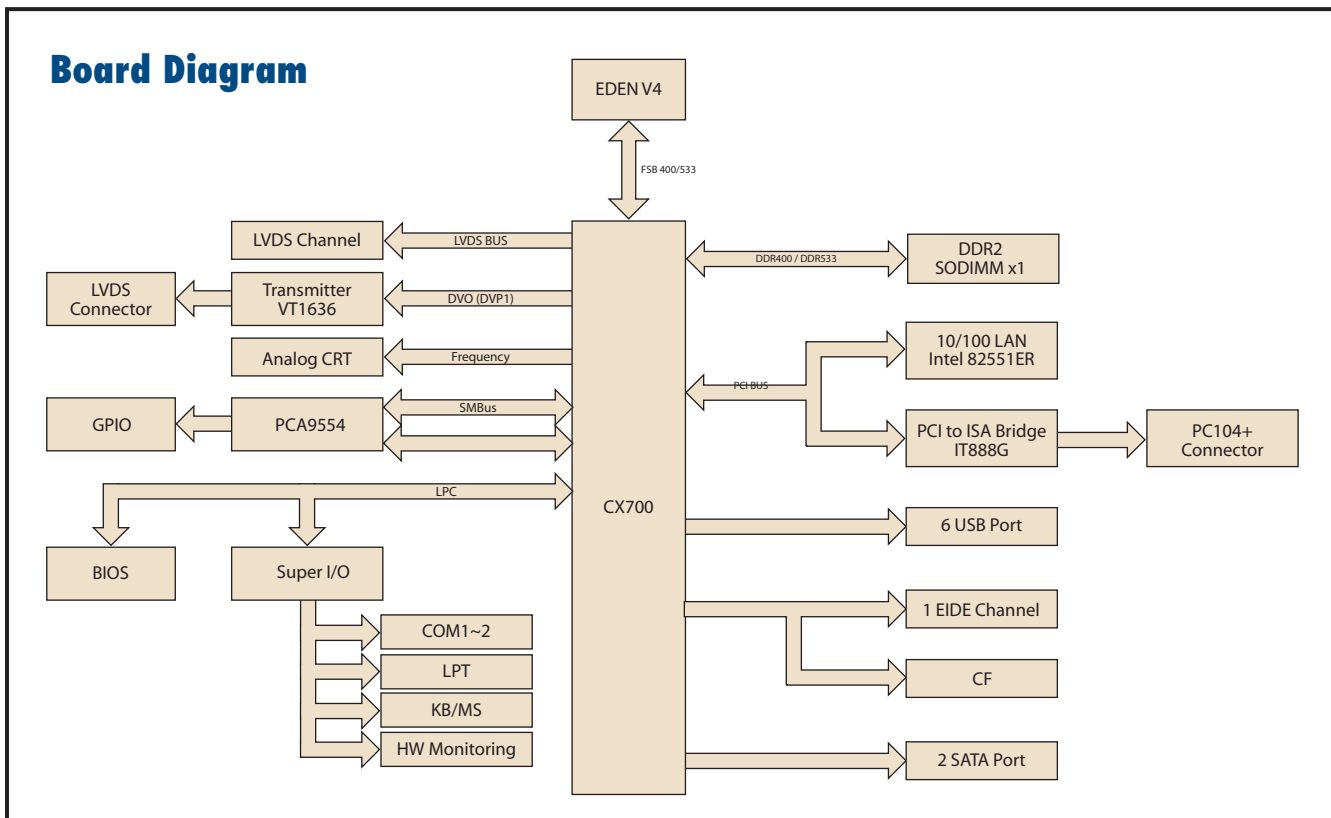 Board Diagram
EDEN V4
FSB 400/533
LVDS Channel
LVDS BUS
DDR400 / DDR533
DDR2
SODIMM x1
LVDS
Connector
Transmitter
VT1636
DVO (DVP1)
10/100 LAN
Intel 82551ER
Analog CRT
Frequency
PCI BUS
GPIO
PCA9554
SMBus
PCI to ISA Bridge
IT888G
PC104+
Connector
LPC
CX700
6 USB Port
BIOS
Super I/O
1 EIDE Channel
COM1~2
LPT
CF
KB/MS
HW Monitoring
2 SATA Port